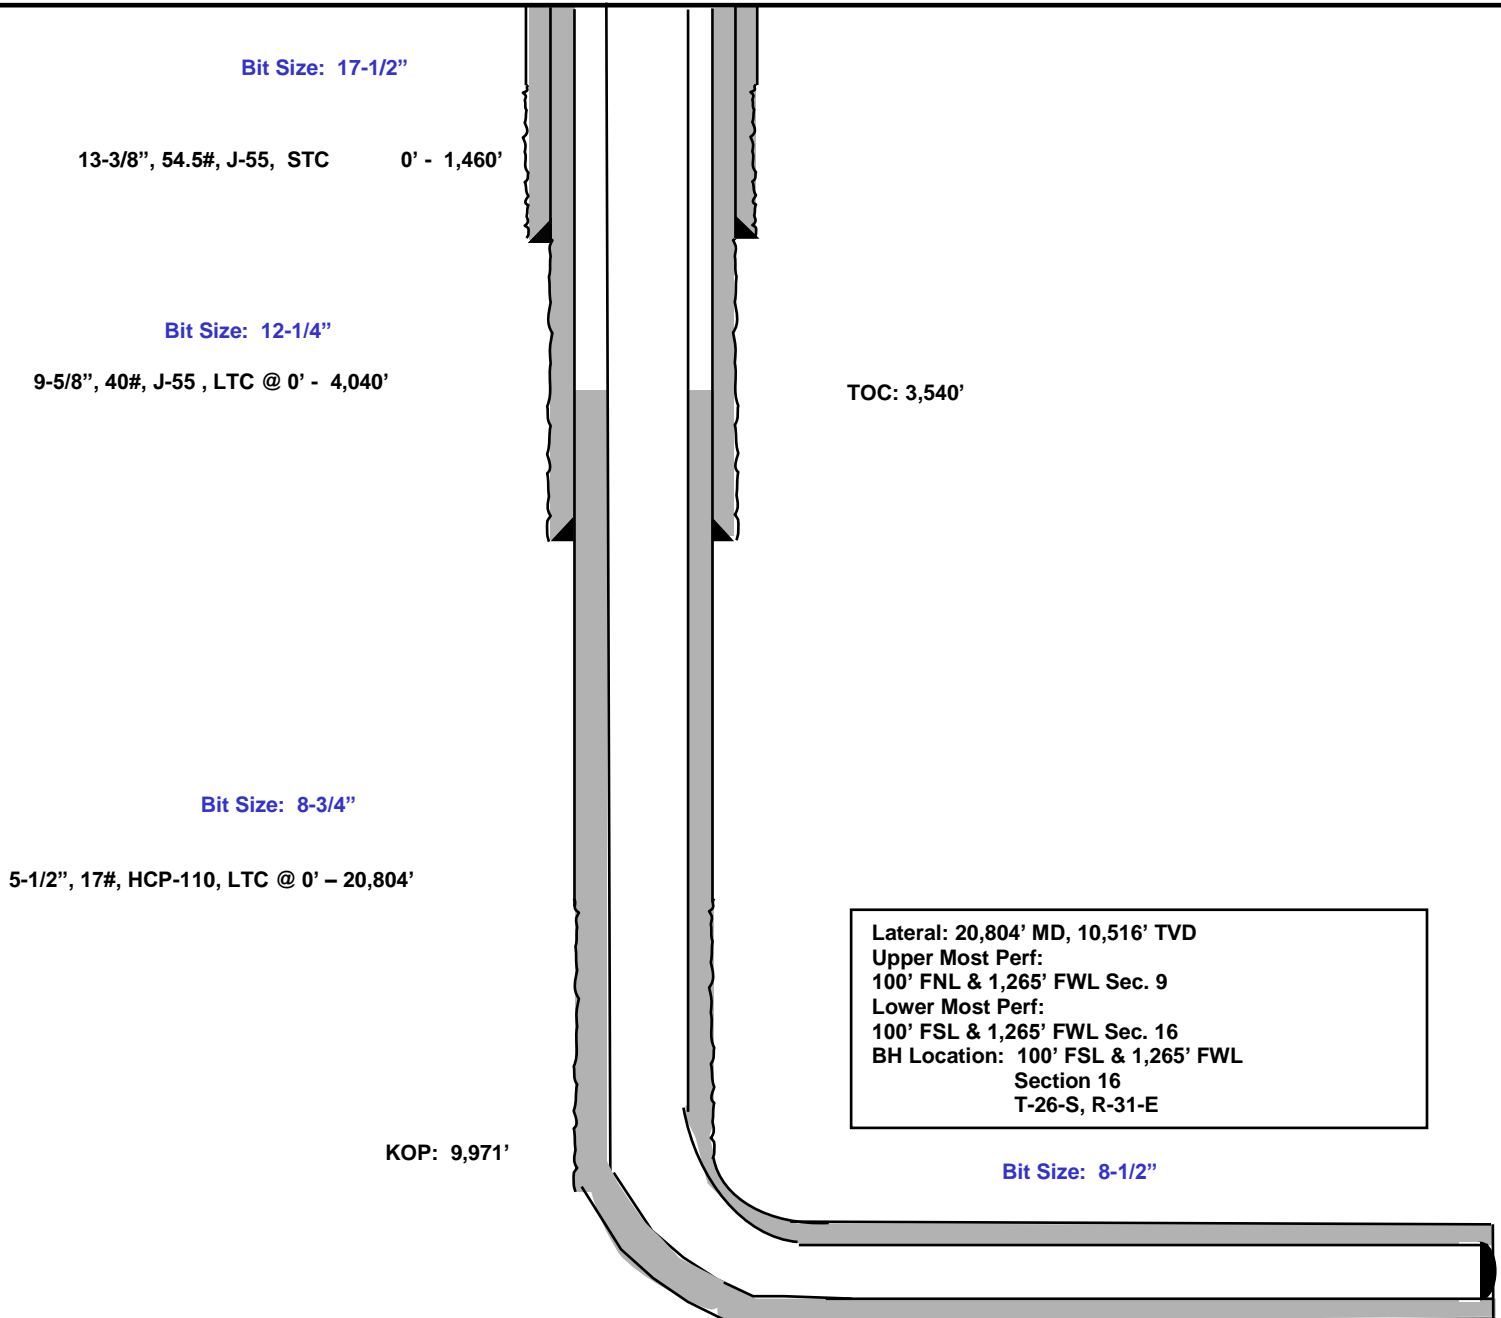 Bit Size: 17-1/2”
13-3/8”, 54.5#, J-55, STC 0’ - 1,460’
Bit Size: 12-1/4”
9-5/8”, 40#, J-55 , LTC @ 0’ - 4,040’
TOC: 3,540’
Bit Size: 8-3/4”
5-1/2”, 17#, HCP-110, LTC @ 0’ – 20,804’
Lateral: 20,804’ MD, 10,516’ TVD
Upper Most Perf:
100’ FNL & 1,265’ FWL Sec. 9
Lower Most Perf:
100’ FSL & 1,265’ FWL Sec. 16
BH Location: 100’ FSL & 1,265’ FWL
Section 16
T-26-S, R-31-E
KOP: 9,971’
Bit Size: 8-1/2”